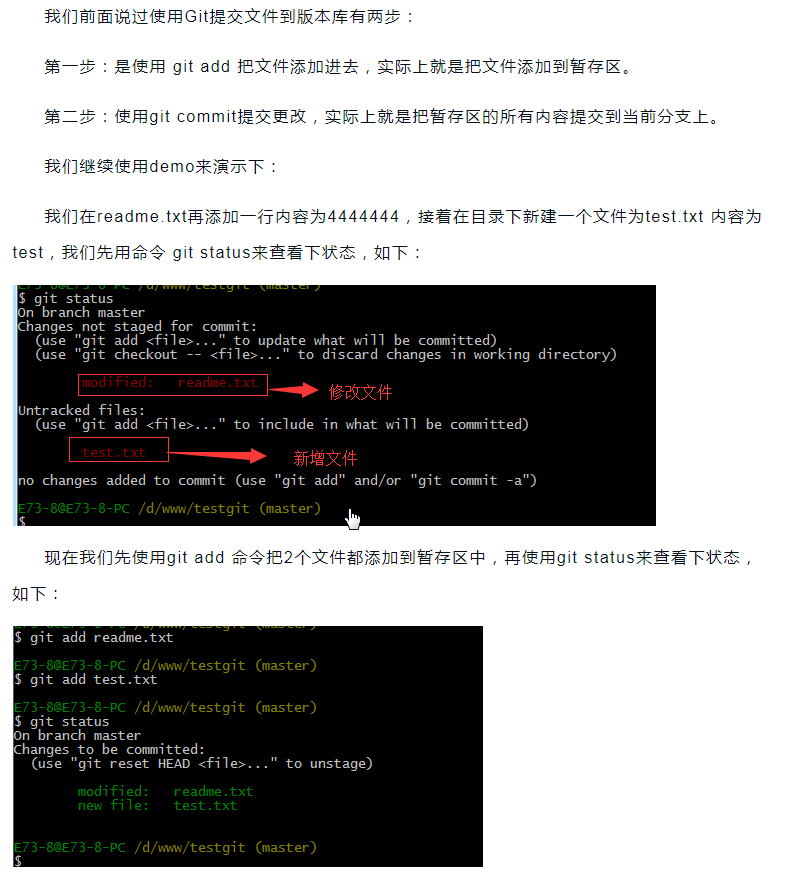 我们前面说过使用Git提交文件到版本库有两步：
第一步：是使用 git add 把文件添加进去，实际上就是把文件添加到暂存区。
第二步：使用git commit提交更改，实际上就是把暂存区的所有内容提交到当前分支上。
我们继续使用demo来演示下：
我们在readme.txt再添加一行内容为4444444，接着在目录下新建一个文件为test.txt 内容为
test，我们先用命令 git status来查看下状态，如下：
E73-8@E73-8-PC /d/www/testgit (master)
$ git status
On branch master
Changes not staged for commit:
(use "git add <file>..." to update what will be committed)
(use "git checkout -- <file>..." to discard changes in working directory)
modified: readme.txt
修改文件
Untracked files:
(use "git add <file>..." to include in what will be committed)
test.txt
新增文件
no changes added to commit (use "git add" and/or "git commit -a")
E73-8@E73-8-PC /d/www/testgit (master)
$
现在我们先使用git add 命令把2个文件都添加到暂存区中，再使用git status来查看下状态，
如下：
E73-8@E73-8-PC /d/www/testgit (master)
$ git add readme.txt
E73-8@E73-8-PC /d/www/testgit (master)
$ git add test.txt
E73-8@E73-8-PC /d/www/testgit (master)
$ git status
On branch master
Changes to be committed:
(use "git reset HEAD <file>..." to unstage)
modified: readme.txt
new file: test.txt
E73-8@E73-8-PC /d/www/testgit (master)
$